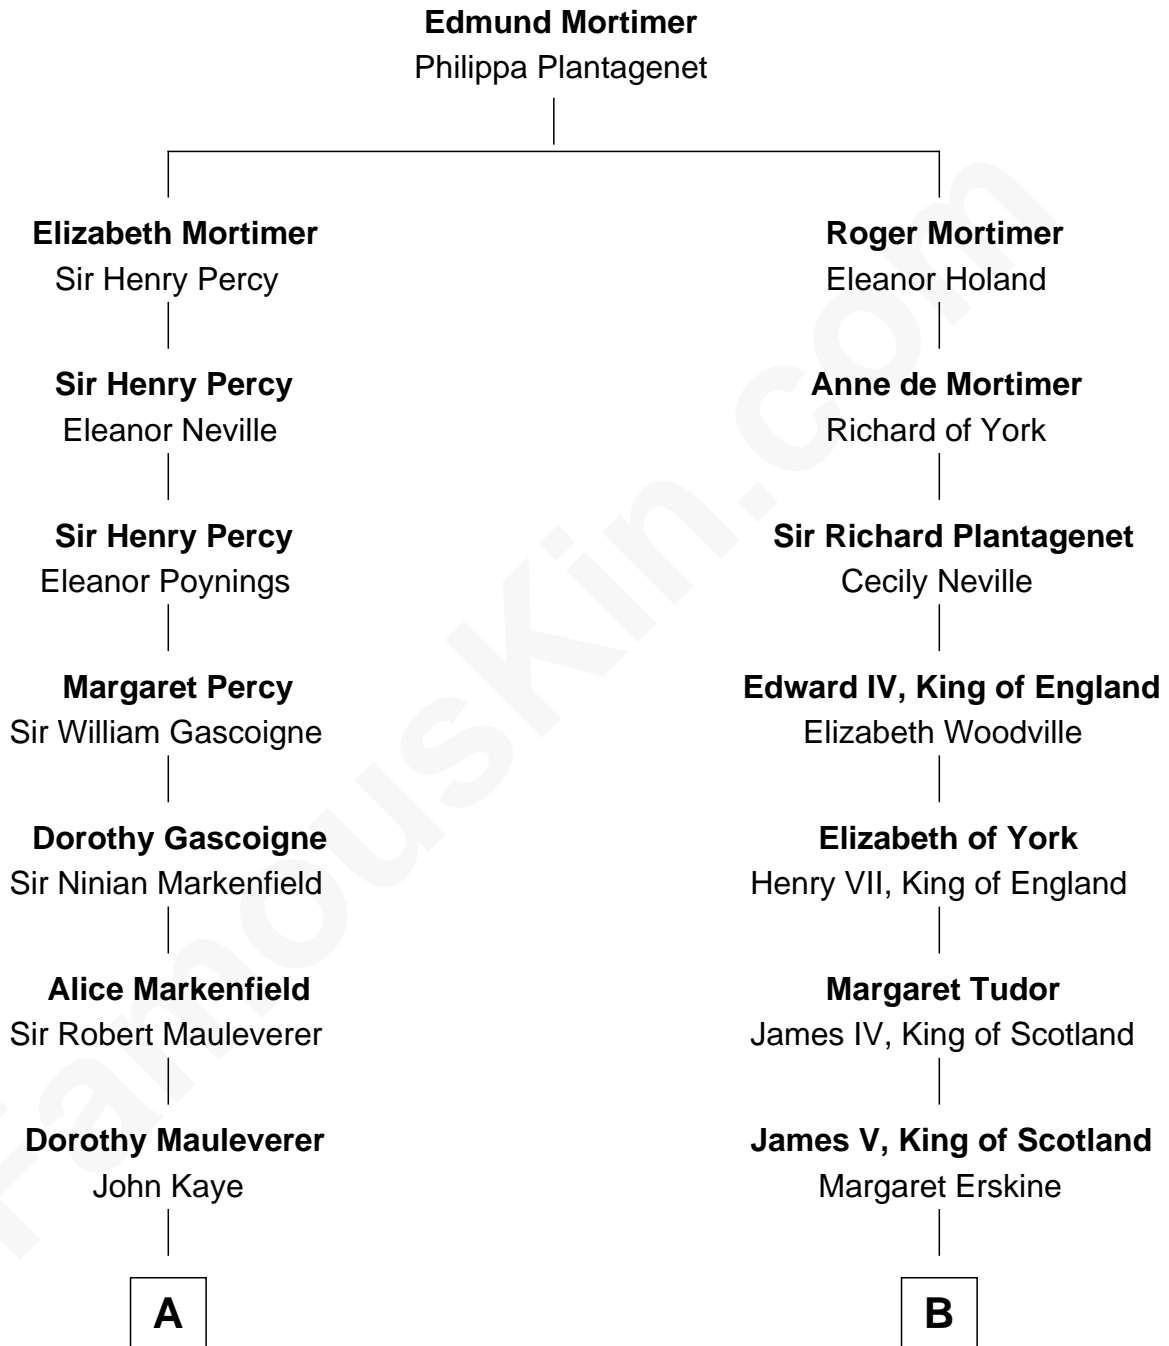 Edmund Mortimer
Philippa Plantagenet
Elizabeth Mortimer
Sir Henry Percy
Roger Mortimer
Eleanor Holand
Sir Henry Percy
Eleanor Neville
Anne de Mortimer
Richard of York
Sir Henry Percy
Eleanor Poynings
Sir Richard Plantagenet
Cecily Neville
Margaret Percy
Sir William Gascoigne
Edward IV, King of England
Elizabeth Woodville
Dorothy Gascoigne
Sir Ninian Markenfield
Elizabeth of York
Henry VII, King of England
Alice Markenfield
Sir Robert Mauleverer
Margaret Tudor
James IV, King of Scotland
Dorothy Mauleverer
John Kaye
James V, King of Scotland
Margaret Erskine
A
B
FamousKin.com